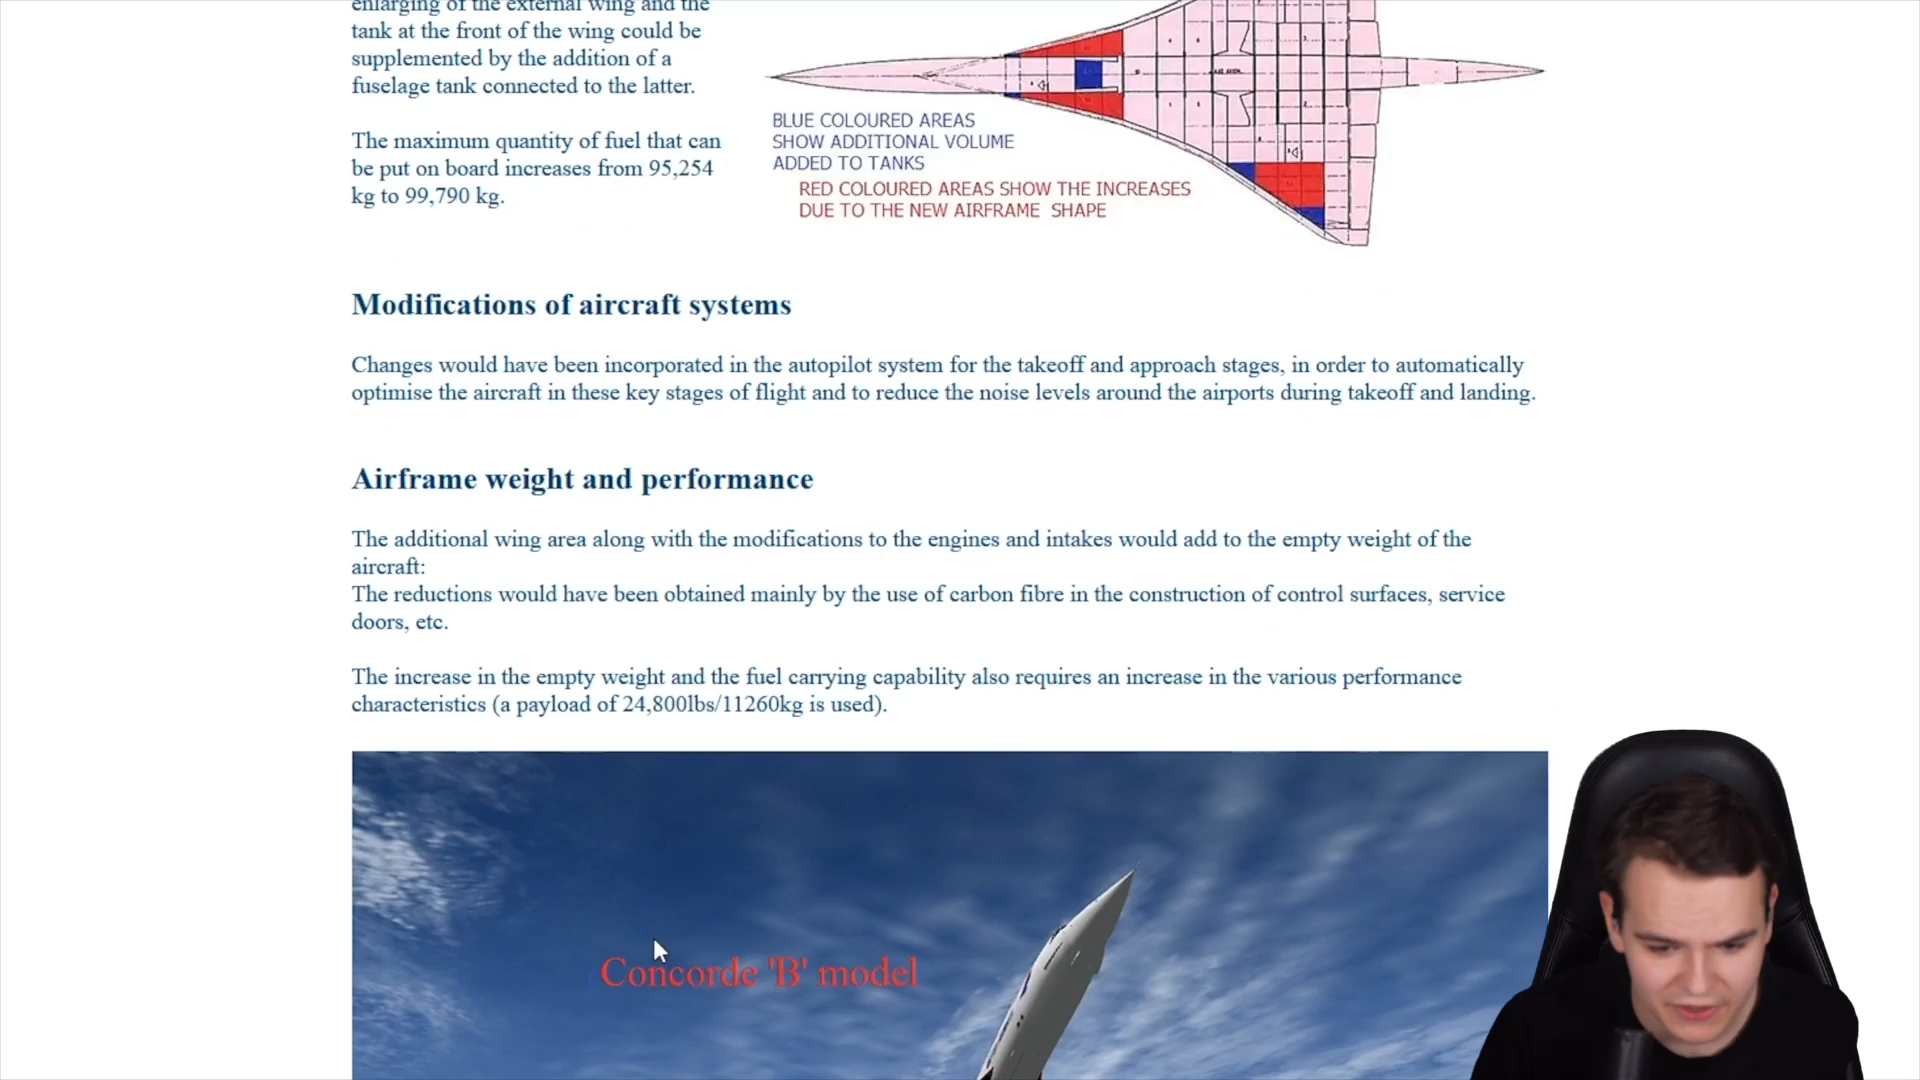 enlarging of the external wing and the
tank at the front of the wing could be
supplemented by the addition of a
fuselage tank connected to the latter.
The maximum quantity of fuel that can
be put on board increases from 95,254
kg to 99,790 kg.
BLUE COLOURED AREAS
SHOW ADDITIONAL VOLUME
ADDED TO TANKS
RED COLOURED AREAS SHOW THE INCREASES
DUE TO THE NEW AIRFRAME SHAPE
Modifications of aircraft systems
Changes would have been incorporated in the autopilot system for the takeoff and approach stages, in order to automatically
optimise the aircraft in these key stages of flight and to reduce the noise levels around the airports during takeoff and landing.
Airframe weight and performance
The additional wing area along with the modifications to the engines and intakes would add to the empty weight of the
aircraft:
The reductions would have been obtained mainly by the use of carbon fibre in the construction of control surfaces, service
doors, etc.
The increase in the empty weight and the fuel carrying capability also requires an increase in the various performance
characteristics (a payload of 24,800lbs/11260kg is used).
Concorde 'B' model